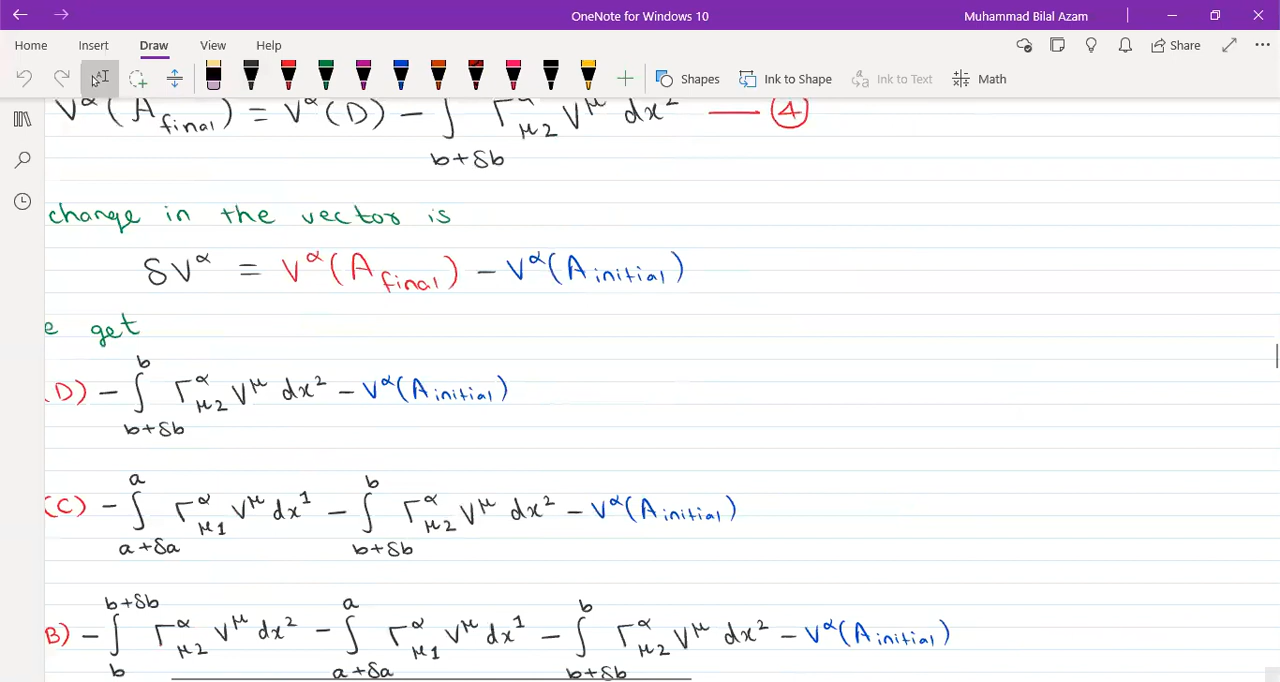 OneNote for Windows 10
Muhammad Bilal Azam
Home Insert Draw View Help
Share
Shapes Ink to Shape Ink to Text Math
V^α(A_final) = V^α(D) − ∫_{b+δb} Γ^α_{μ2} V^μ dx² —— ④
change in the vector is
δV^α = V^α(A_final) − V^α(A_initial)
e get
(D) − ∫_{b+δb}^{b} Γ^α_{μ2} V^μ dx² − V^α(A_initial)
(C) − ∫_{a+δa}^{a} Γ^α_{μ1} V^μ dx¹ − ∫_{b+δb}^{b} Γ^α_{μ2} V^μ dx² − V^α(A_initial)
B) − ∫_{b}^{b+δb} Γ^α_{μ2} V^μ dx² − ∫_{a+δa}^{a} Γ^α_{μ1} V^μ dx¹ − ∫_{b+δb}^{b} Γ^α_{μ2} V^μ dx² − V^α(A_initial)